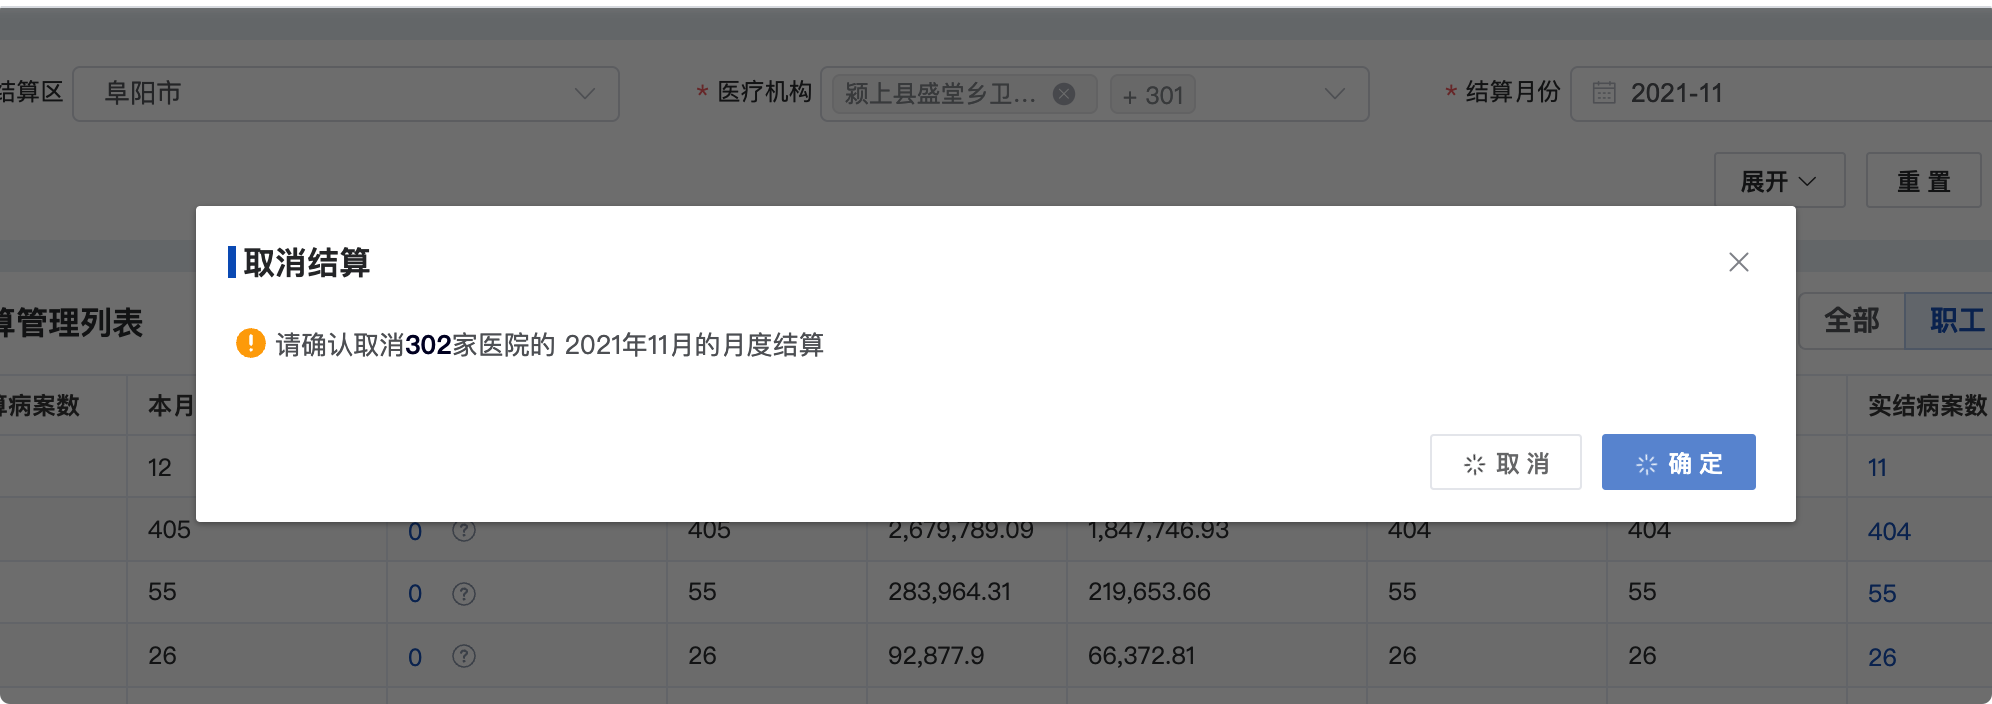 结算区 阜阳市 * 医疗机构 颍上县盛堂乡卫... + 301 * 结算月份 2021-11
展开 重置
取消结算
算管理列表 全部 职工
请确认取消302家医院的 2021年11月的月度结算
算病案数 本月 实结病案数
取消 确定
12 11
405 0 ? 405 2,679,789.09 1,847,746.93 404 404 404
55 0 ? 55 283,964.31 219,653.66 55 55 55
26 0 ? 26 92,877.9 66,372.81 26 26 26